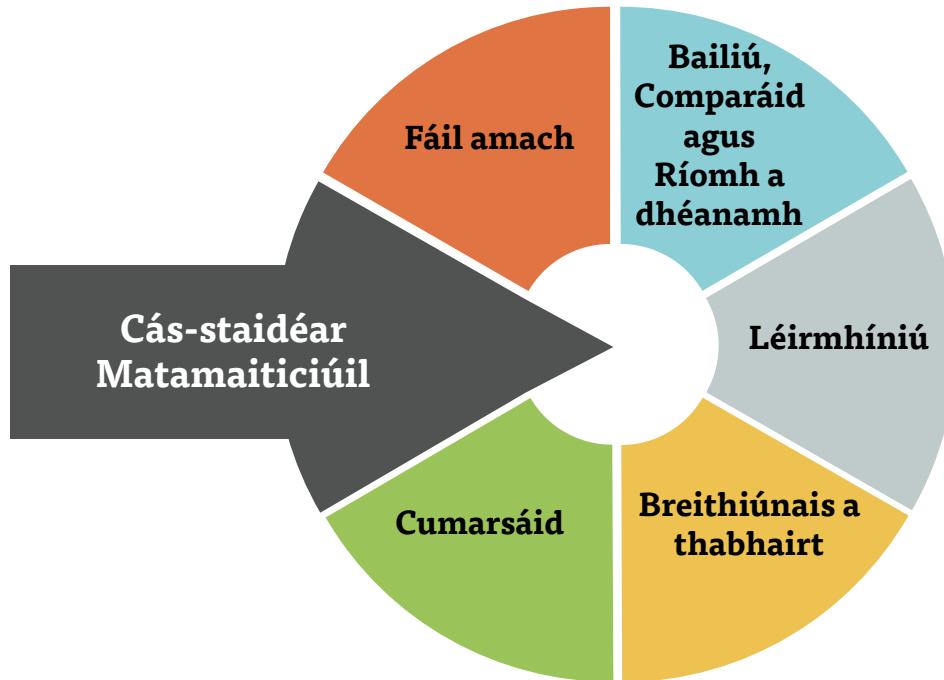 Cás-staidéar
Matamaiticiúil
Fáil amach
Bailiú,
Comparáid
agus
Ríomh a
dhéanamh
Léirmhíniú
Breithiúnais a
thabhairt
Cumarsáid